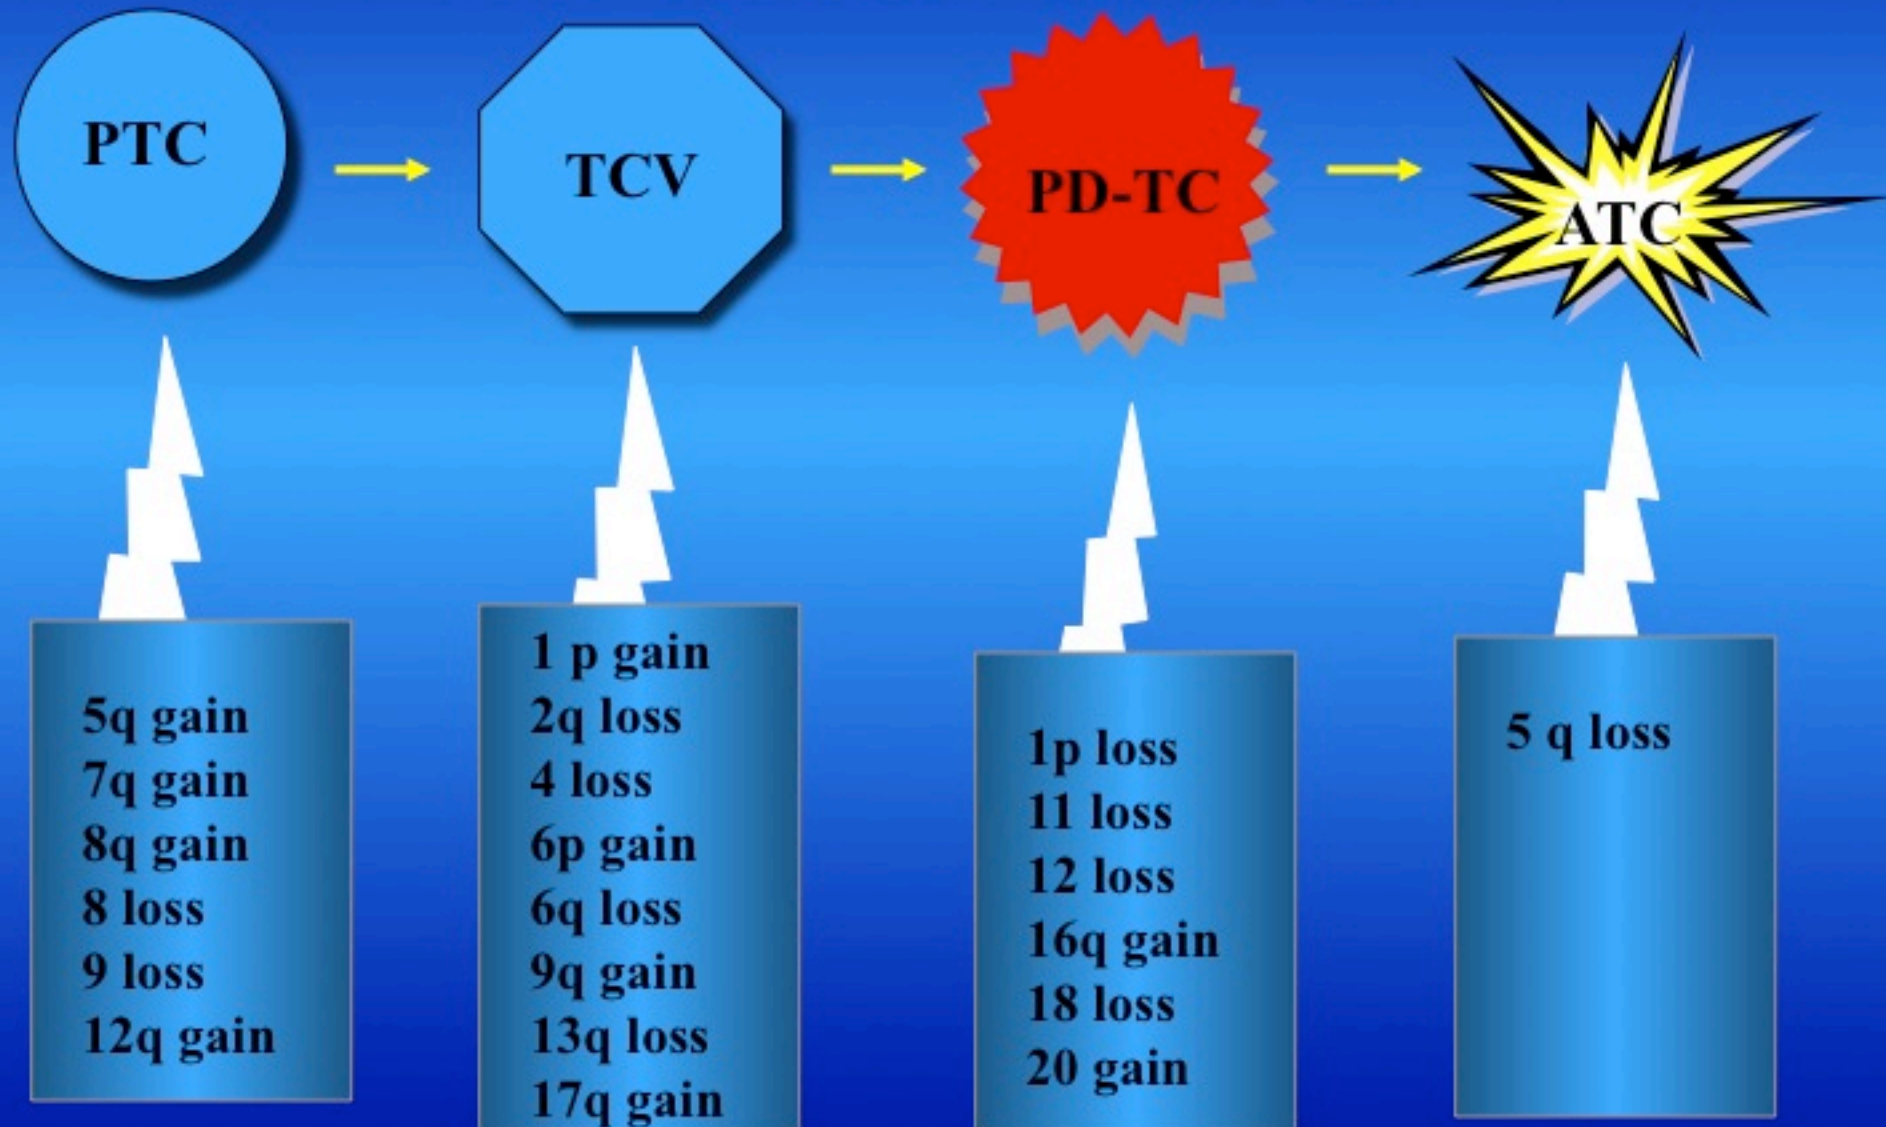 PTC
TCV
PD-TC
ATC
5q gain
7q gain
8q gain
8 loss
9 loss
12q gain
1 p gain
2q loss
4 loss
6p gain
6q loss
9q gain
13q loss
17q gain
1p loss
11 loss
12 loss
16q gain
18 loss
20 gain
5 q loss